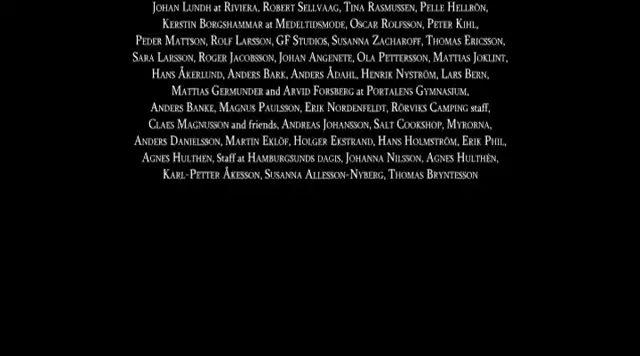 Johan Lundh at Riviera, Robert Sellvaag, Tina Rasmussen, Pelle Hellrön,
Kerstin Borgshammar at Medeltidsmode, Oscar Rolfsson, Peter Kihl,
Peder Mattson, Rolf Larsson, GF Studios, Susanna Zacharoff, Thomas Ericsson,
Sara Larsson, Roger Jacobsson, Johan Angenete, Ola Pettersson, Mattias Joklint,
Hans Åkerlund, Anders Bark, Anders Ådahl, Henrik Nyström, Lars Bern,
Mattias Germunder and Arvid Forsberg at Portalens Gymnasium,
Anders Banke, Magnus Paulsson, Erik Nordenfeldt, Rörviks Camping staff,
Claes Magnusson and friends, Andreas Johansson, Salt Cookshop, Myrorna,
Anders Danielsson, Martin Eklöf, Holger Ekstrand, Hans Holmström, Erik Phil,
Agnes Hulthen, Staff at Hamburgsunds dagis, Johanna Nilsson, Agnes Hulthén,
Karl-Petter Åkesson, Susanna Allesson-Nyberg, Thomas Bryntesson